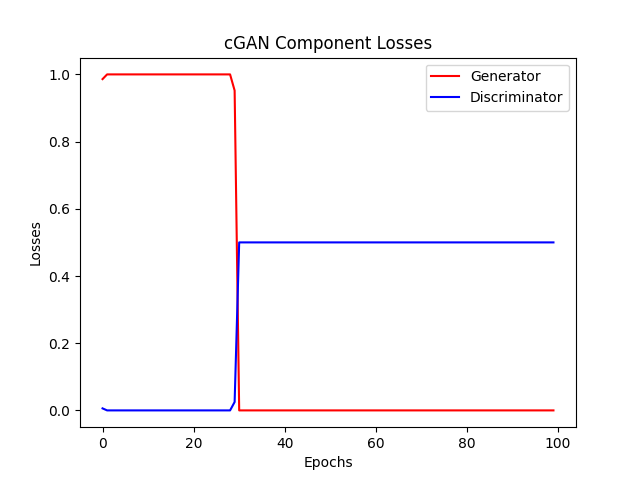 cGAN Component Losses
Generator
Discriminator
Losses
1.0
0.8
0.6
0.4
0.2
0.0
0 20 40 60 80 100
Epochs